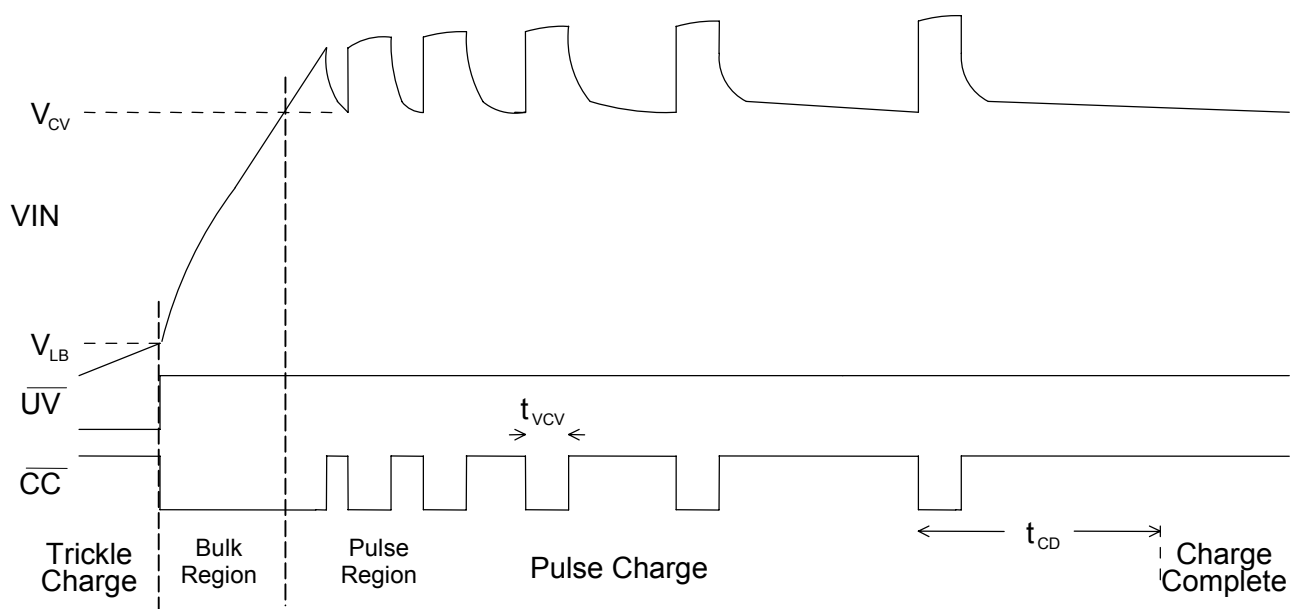 V_CV
VIN
V_LB
UV
t_VCV
CC
Trickle
Charge
Bulk
Region
Pulse
Region
Pulse Charge
t_CD
Charge
Complete